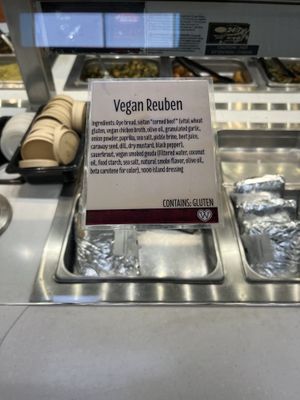 Vegan Reuben
Ingredients: Rye bread, seitan "corned beef" (vital wheat
gluten, vegan chicken broth, olive oil, granulated garlic,
onion powder, paprika, sea salt, pickle brine, beet juice,
caraway seed, dill, dry mustard, black pepper),
sauerkraut, vegan smoked gouda (filtered water, coconut
oil, food starch, sea salt, natural smoke flavor, olive oil,
beta carotene for color), 1000 island dressing
CONTAINS: GLUTEN